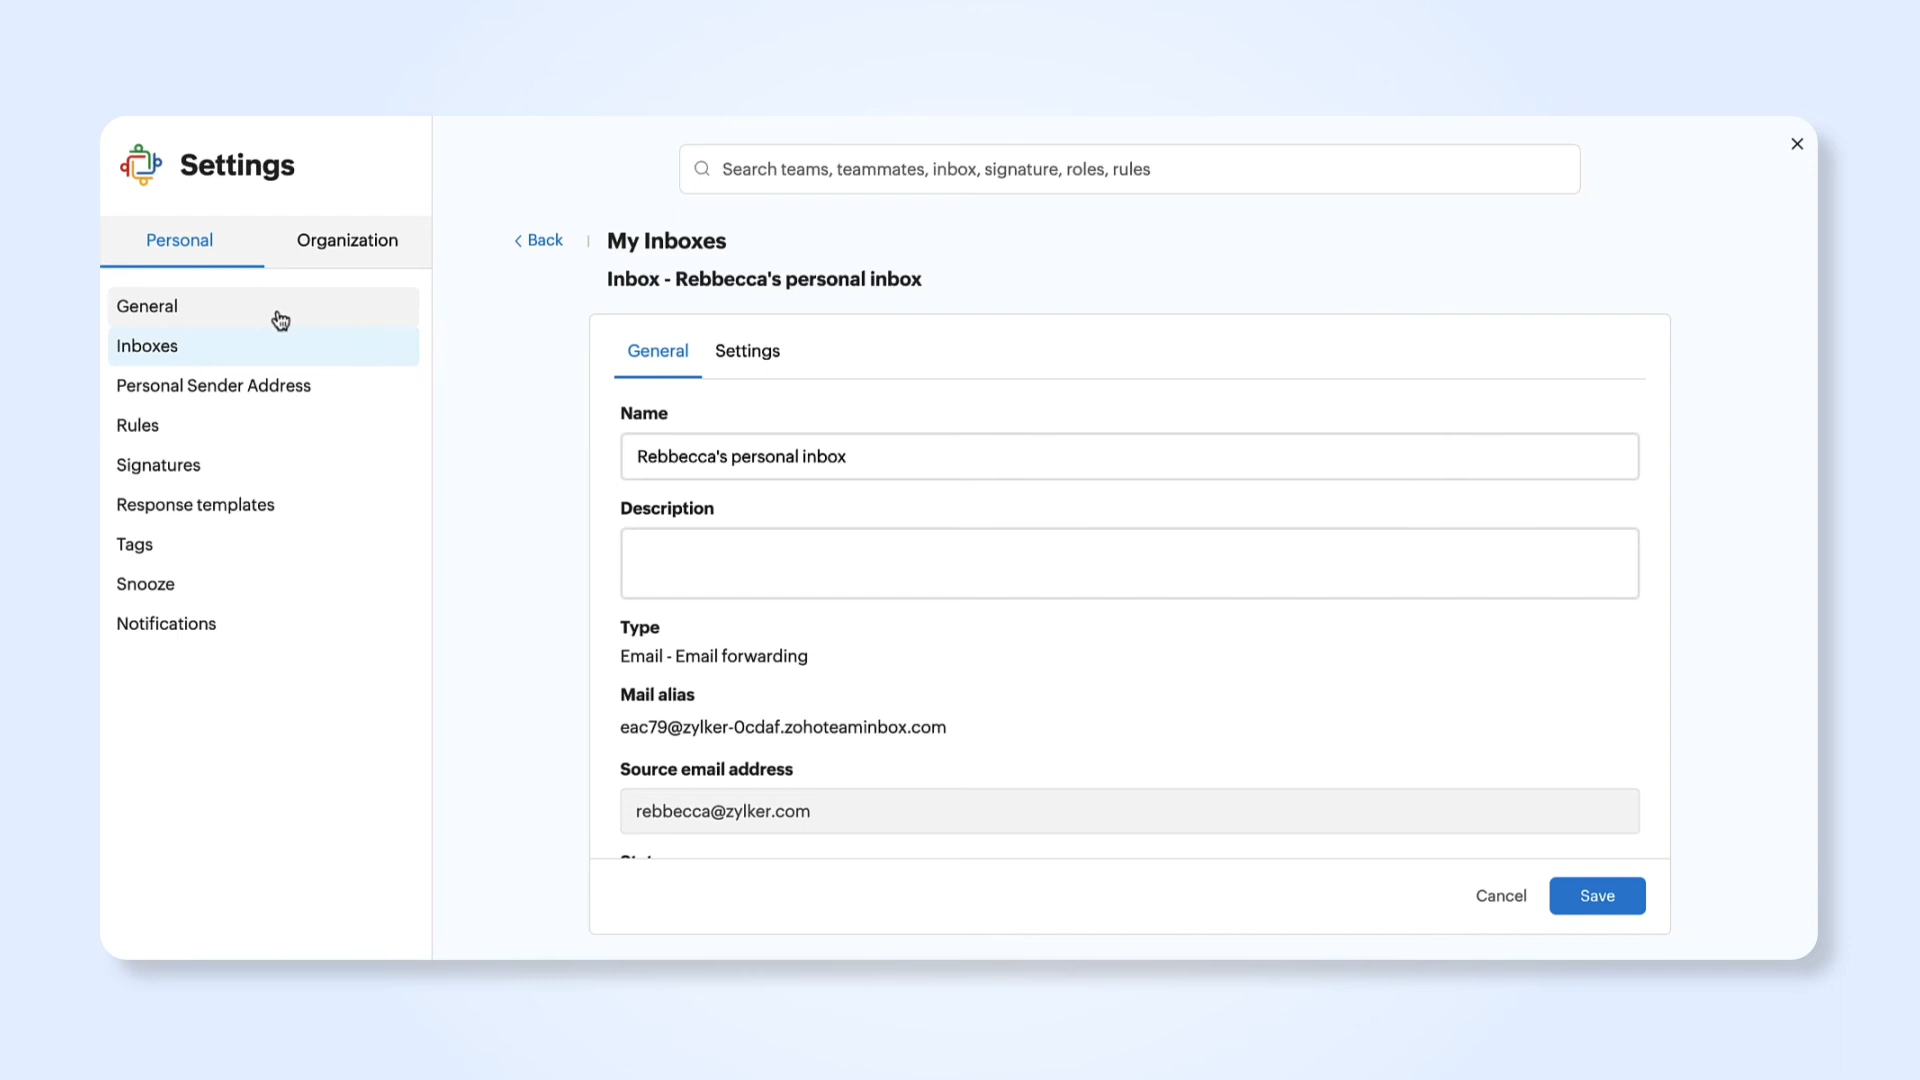 Settings
Search teams, teammates, inbox, signature, roles, rules
Personal
Organization
General
Inboxes
Personal Sender Address
Rules
Signatures
Response templates
Tags
Snooze
Notifications
Back
My Inboxes
Inbox - Rebbecca's personal inbox
General
Settings
Name
Rebbecca's personal inbox
Description
Type
Email - Email forwarding
Mail alias
eac79@zylker-0cdaf.zohoteaminbox.com
Source email address
rebbecca@zylker.com
Cancel
Save